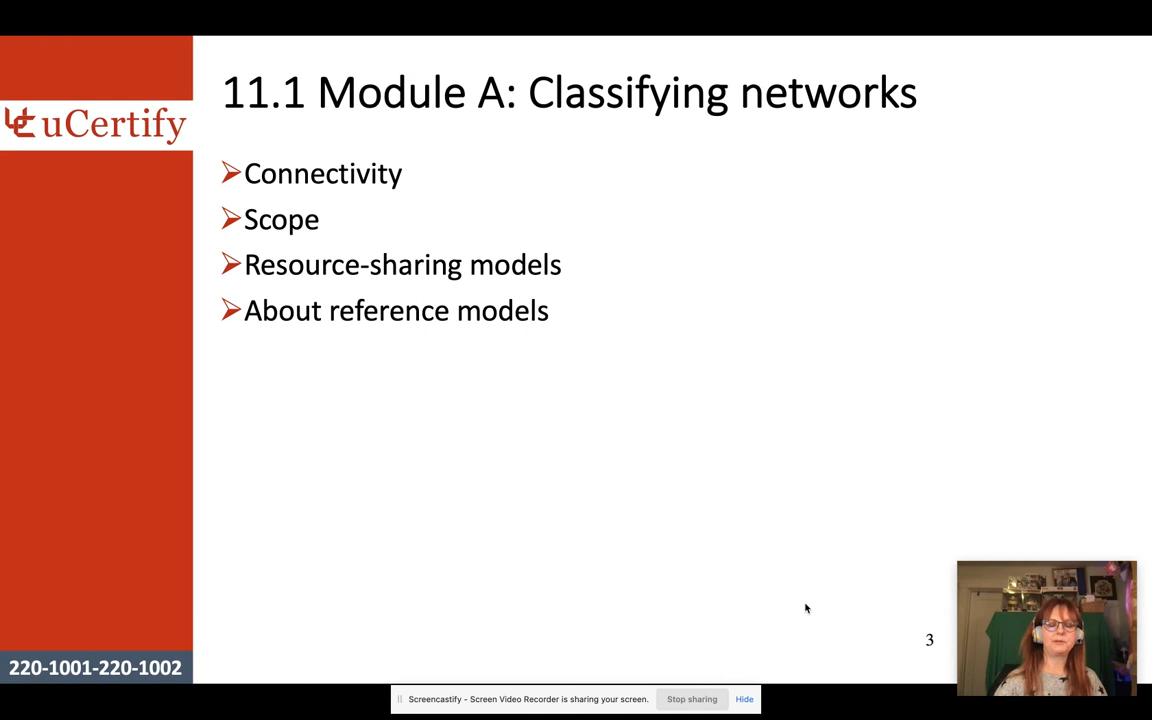 11.1 Module A: Classifying networks
uCertify
Connectivity
Scope
Resource-sharing models
About reference models
3
220-1001-220-1002
Screencastify - Screen Video Recorder is sharing your screen.
Stop sharing
Hide